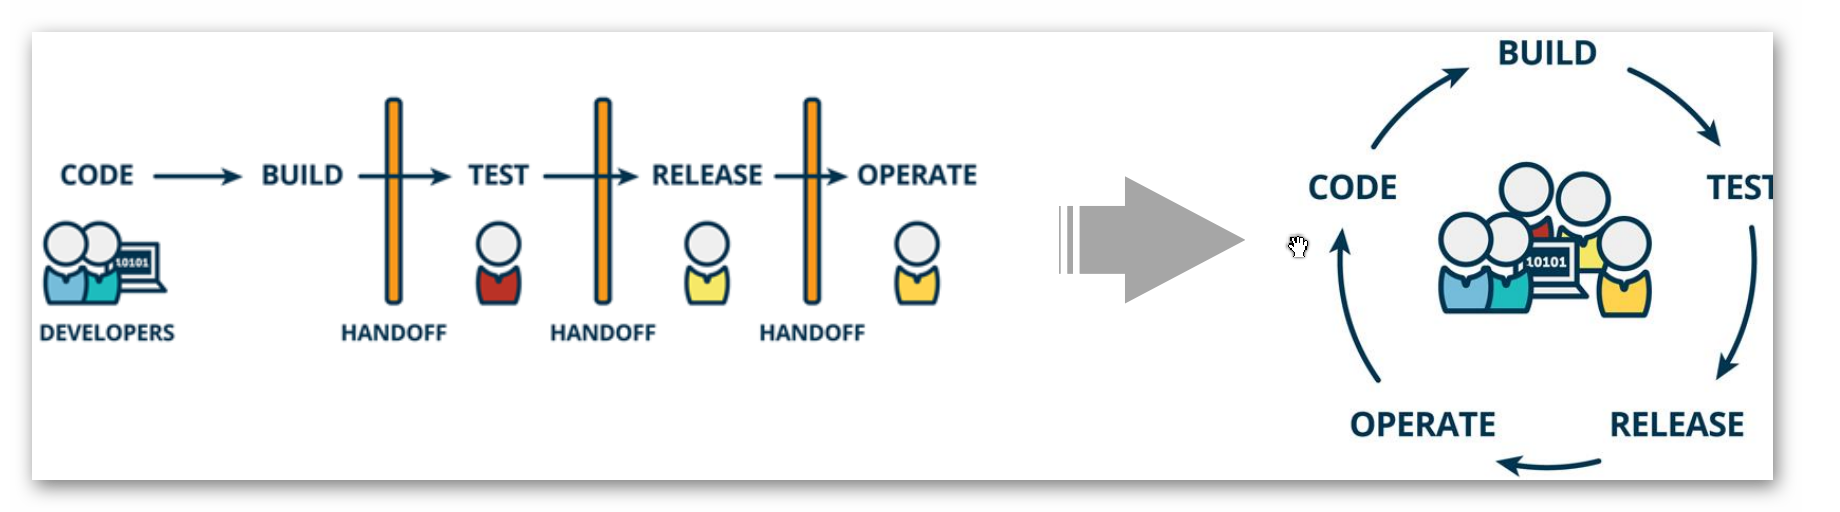 CODE BUILD TEST RELEASE OPERATE
10101
DEVELOPERS HANDOFF HANDOFF HANDOFF
BUILD
CODE TEST
10101
OPERATE RELEASE